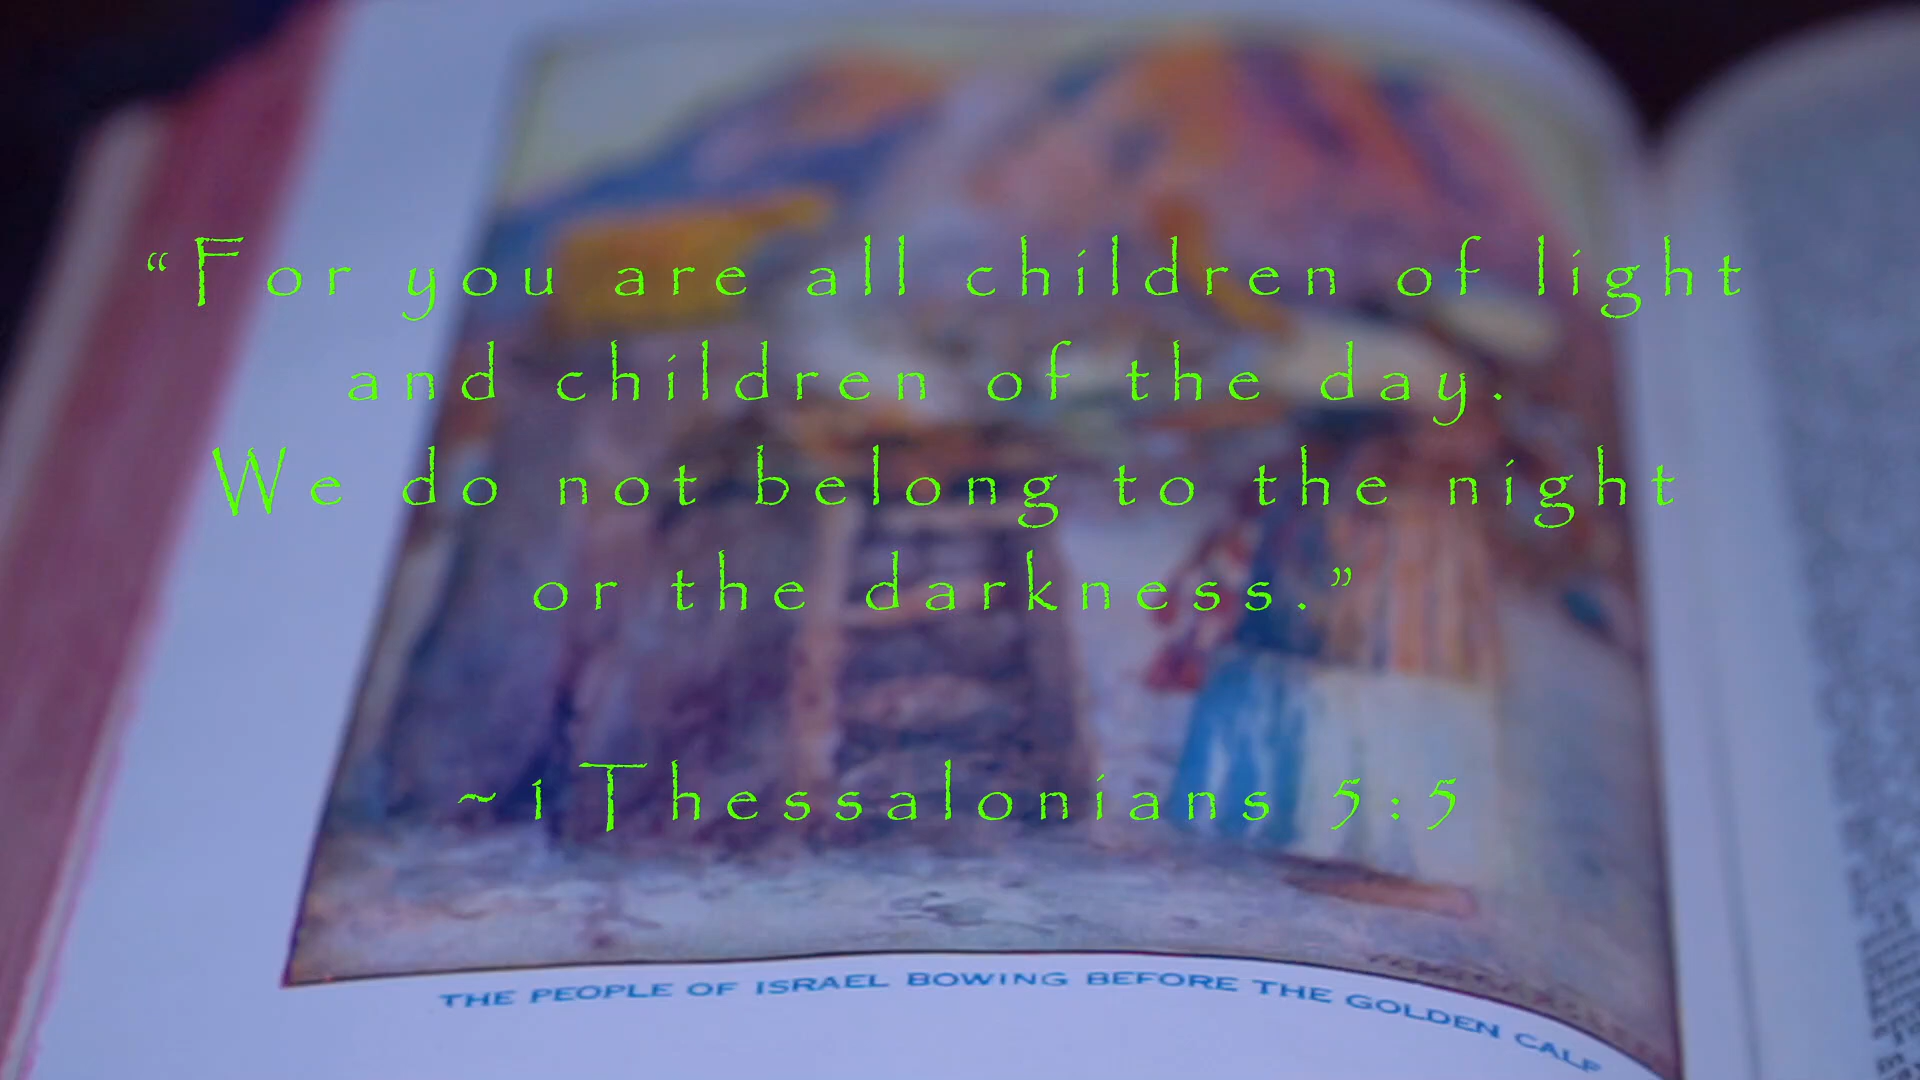 “For you are all children of light
and children of the day.
We do not belong to the night
or the darkness.”
~1 Thessalonians 5:5
THE PEOPLE OF ISRAEL BOWING BEFORE THE GOLDEN CALF